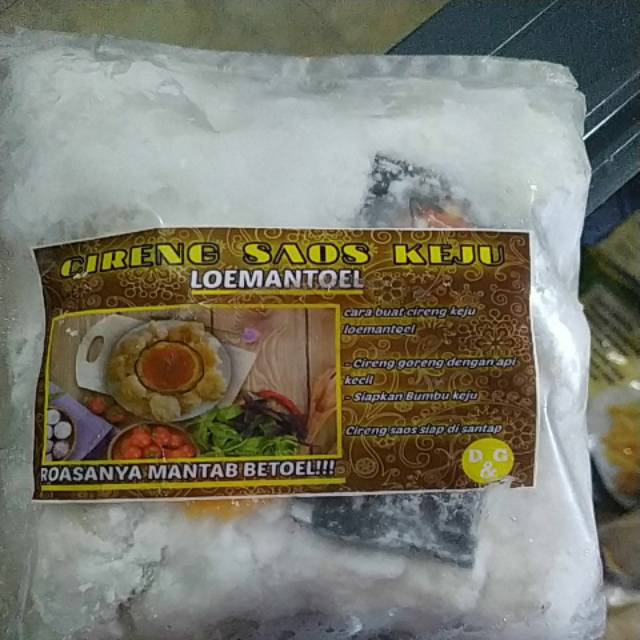 CIRENG SAOS KEJU
LOEMANTOEL
cara buat cireng keju
loemantoel
- Cireng goreng dengan api
kecil
- Siapkan Bumbu keju
Cireng saos siap di santap
ROASANYA MANTAB BETOEL!!!
D G
&